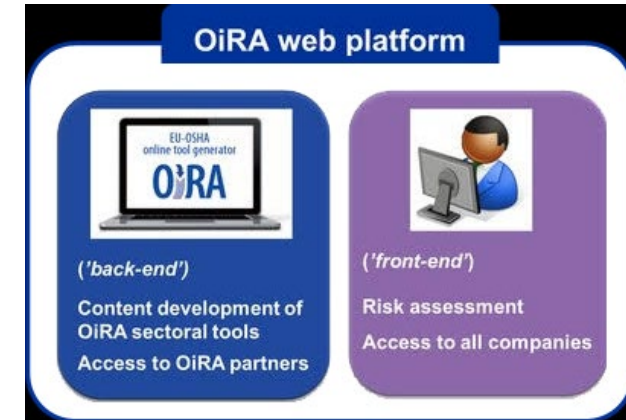 OiRA web platform
EU-OSHA
online tool generator
OiRA
('back-end')
Content development of
OiRA sectoral tools
Access to OiRA partners
('front-end')
Risk assessment
Access to all companies